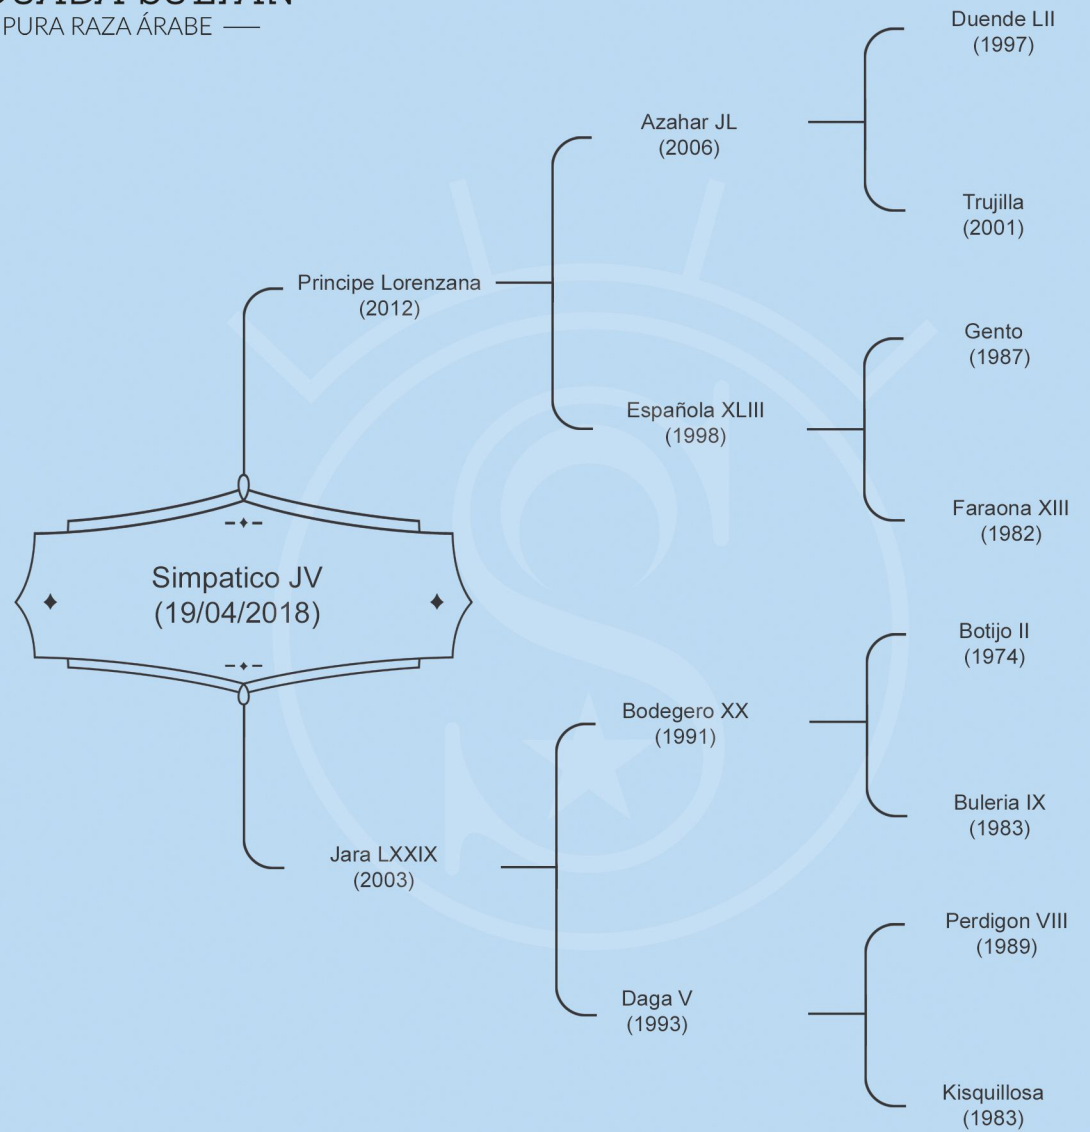 PURA RAZA ÁRABE
Duende LII
(1997)
Azahar JL
(2006)
Trujilla
(2001)
Principe Lorenzana
(2012)
Gento
(1987)
Española XLIII
(1998)
Faraona XIII
(1982)
Simpatico JV
(19/04/2018)
Botijo II
(1974)
Bodegero XX
(1991)
Buleria IX
(1983)
Jara LXXIX
(2003)
Perdigon VIII
(1989)
Daga V
(1993)
Kisquillosa
(1983)